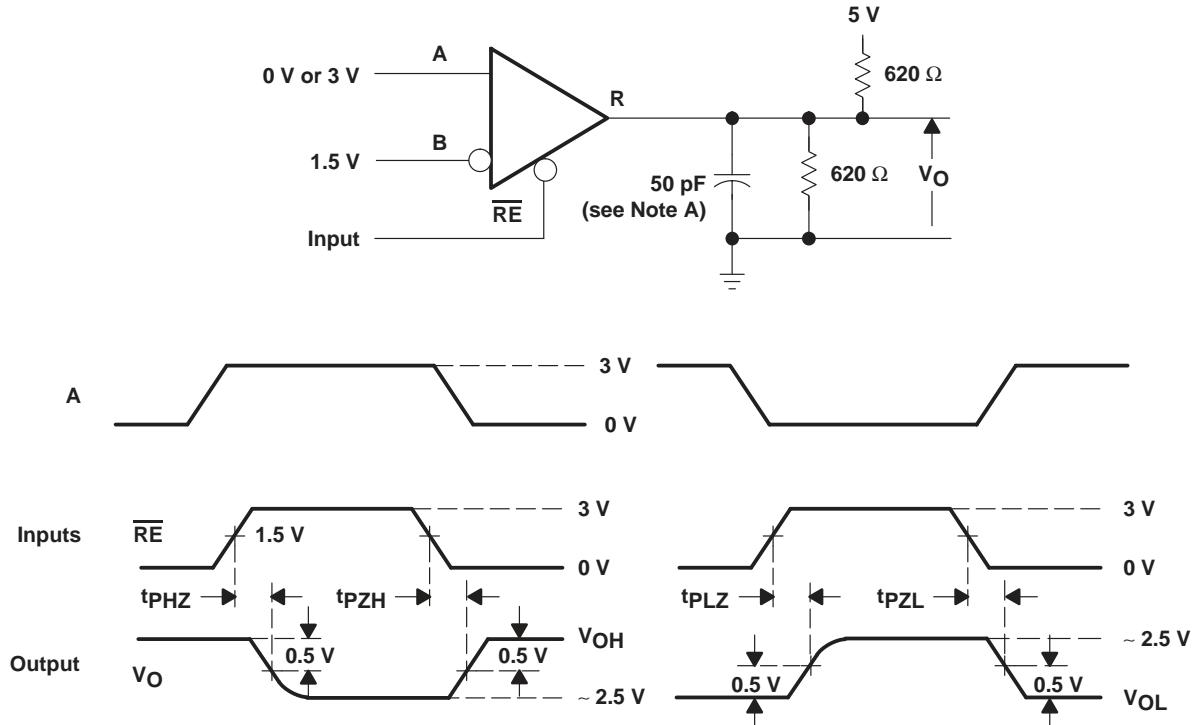 5 V
A
0 V or 3 V
620 Ω
R
B
1.5 V
50 pF
(see Note A)
620 Ω
VO
RE
Input
3 V
A
0 V
3 V
3 V
Inputs
RE
1.5 V
0 V
0 V
tPHZ
tPZH
tPLZ
tPZL
VOH
~ 2.5 V
Output
VO
0.5 V
0.5 V
0.5 V
0.5 V
~ 2.5 V
VOL